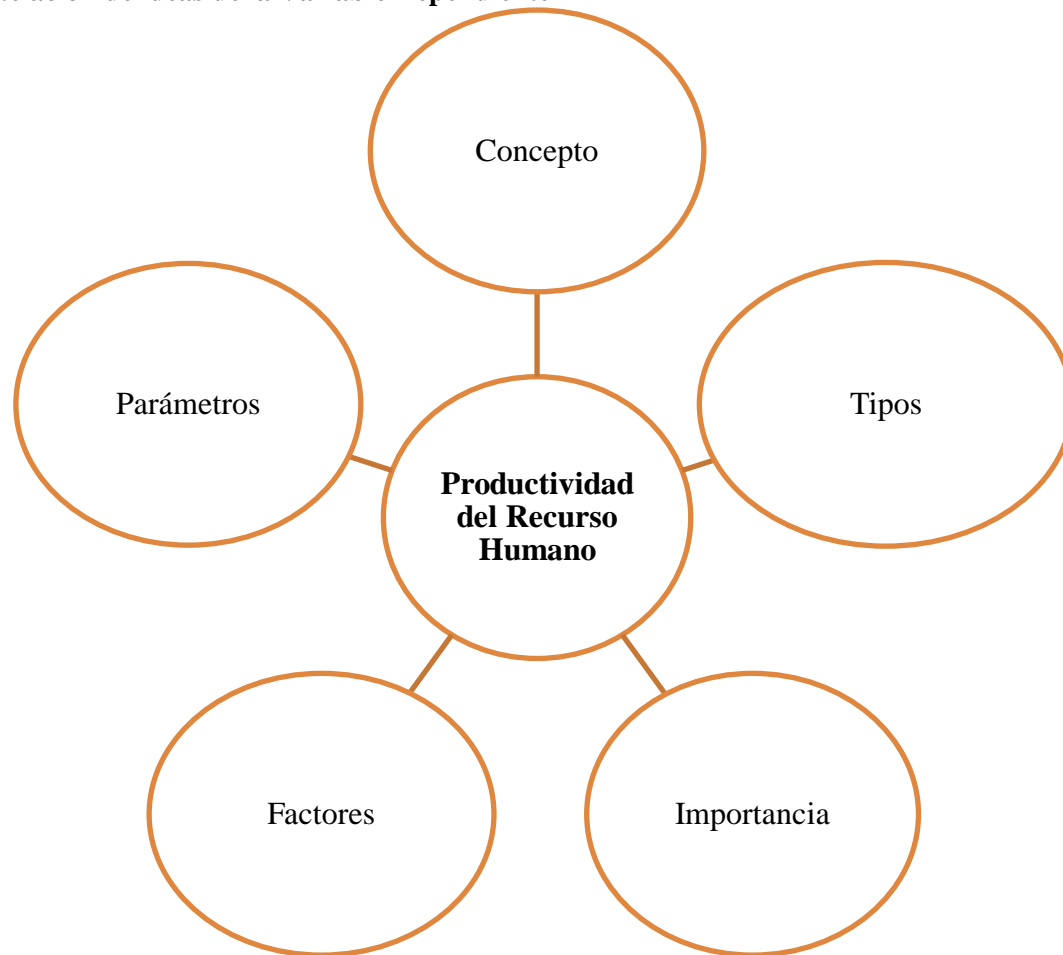 Concepto
Parámetros
Tipos
Productividad
del Recurso
Humano
Factores
Importancia